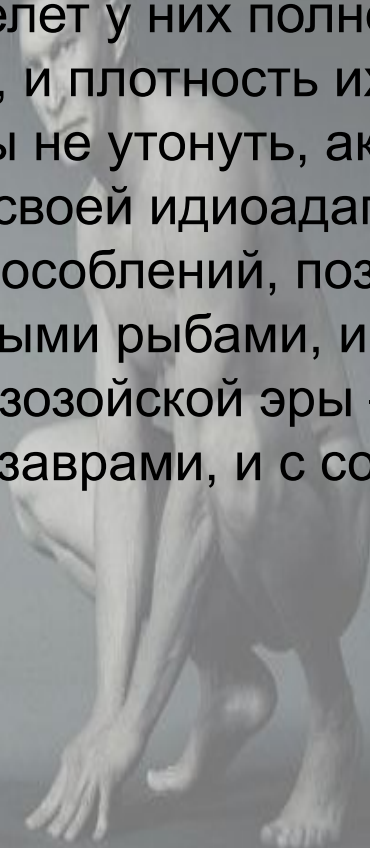 елет у них полно
, и плотность их
ы не утонуть, ак
своей идиоадап
особлений, поз
ыми рыбами, и
зозойской эры -
заврами, и с со